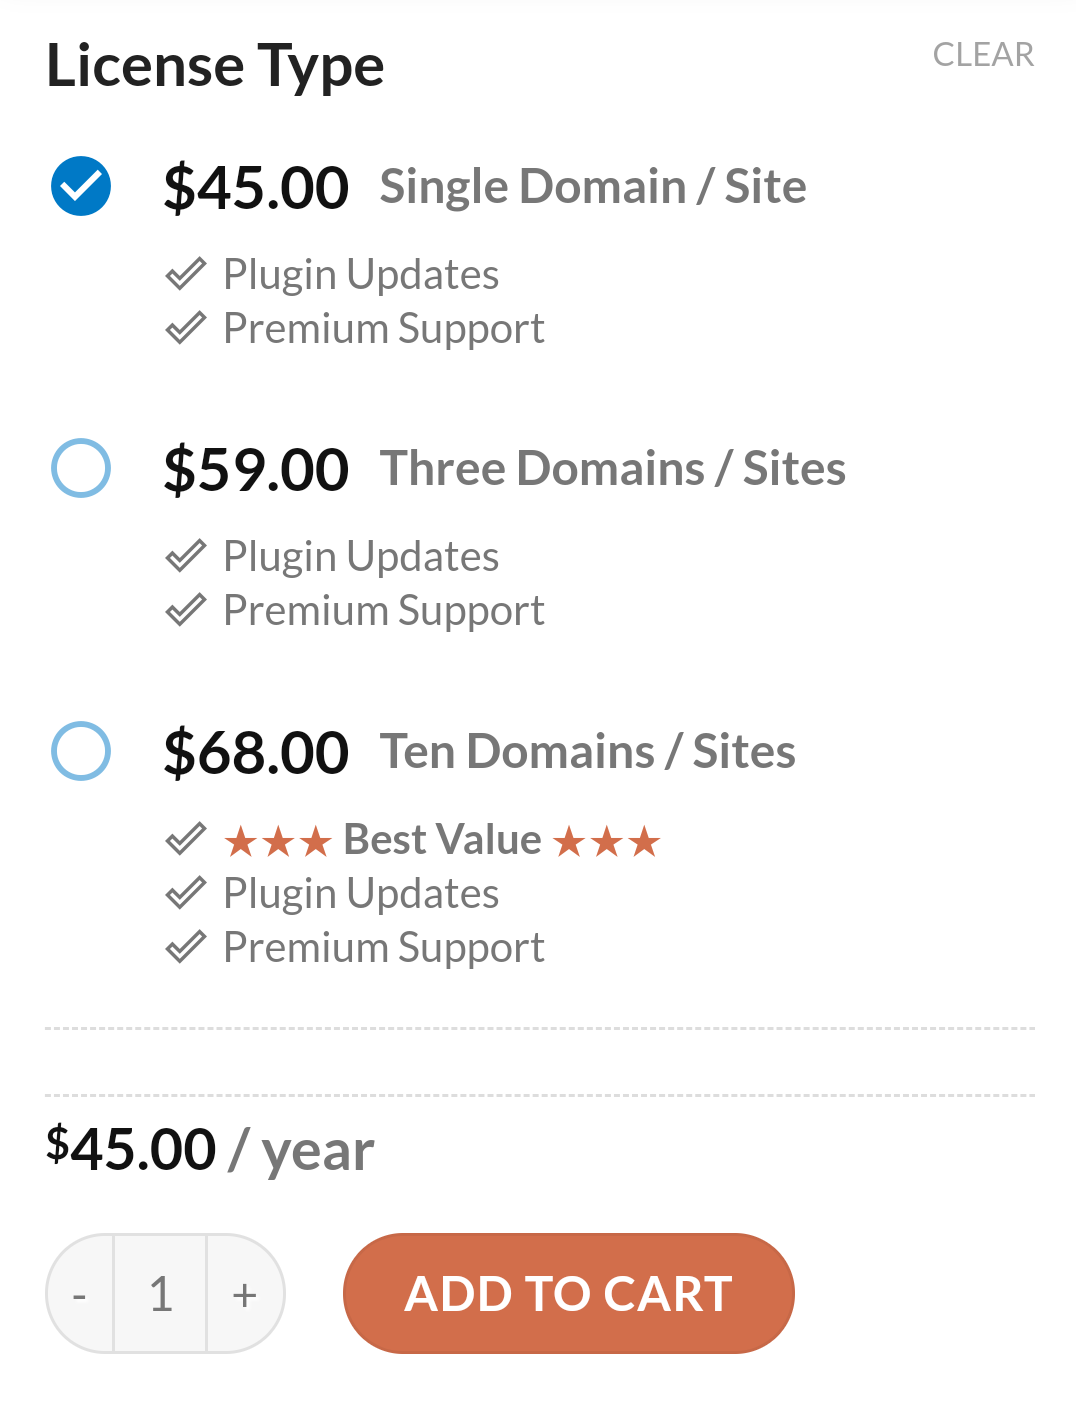 License Type
CLEAR
$45.00 Single Domain / Site
Plugin Updates
Premium Support
$59.00 Three Domains / Sites
Plugin Updates
Premium Support
$68.00 Ten Domains / Sites
★★★ Best Value ★★★
Plugin Updates
Premium Support
$45.00 / year
- 1 +
ADD TO CART